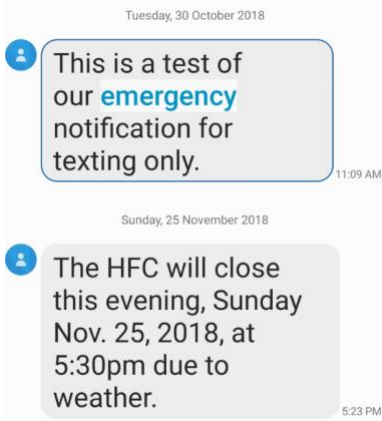 Tuesday, 30 October 2018
This is a test of
our emergency
notification for
texting only.
11:09 AM
Sunday, 25 November 2018
The HFC will close
this evening, Sunday
Nov. 25, 2018, at
5:30pm due to
weather.
5:23 PM